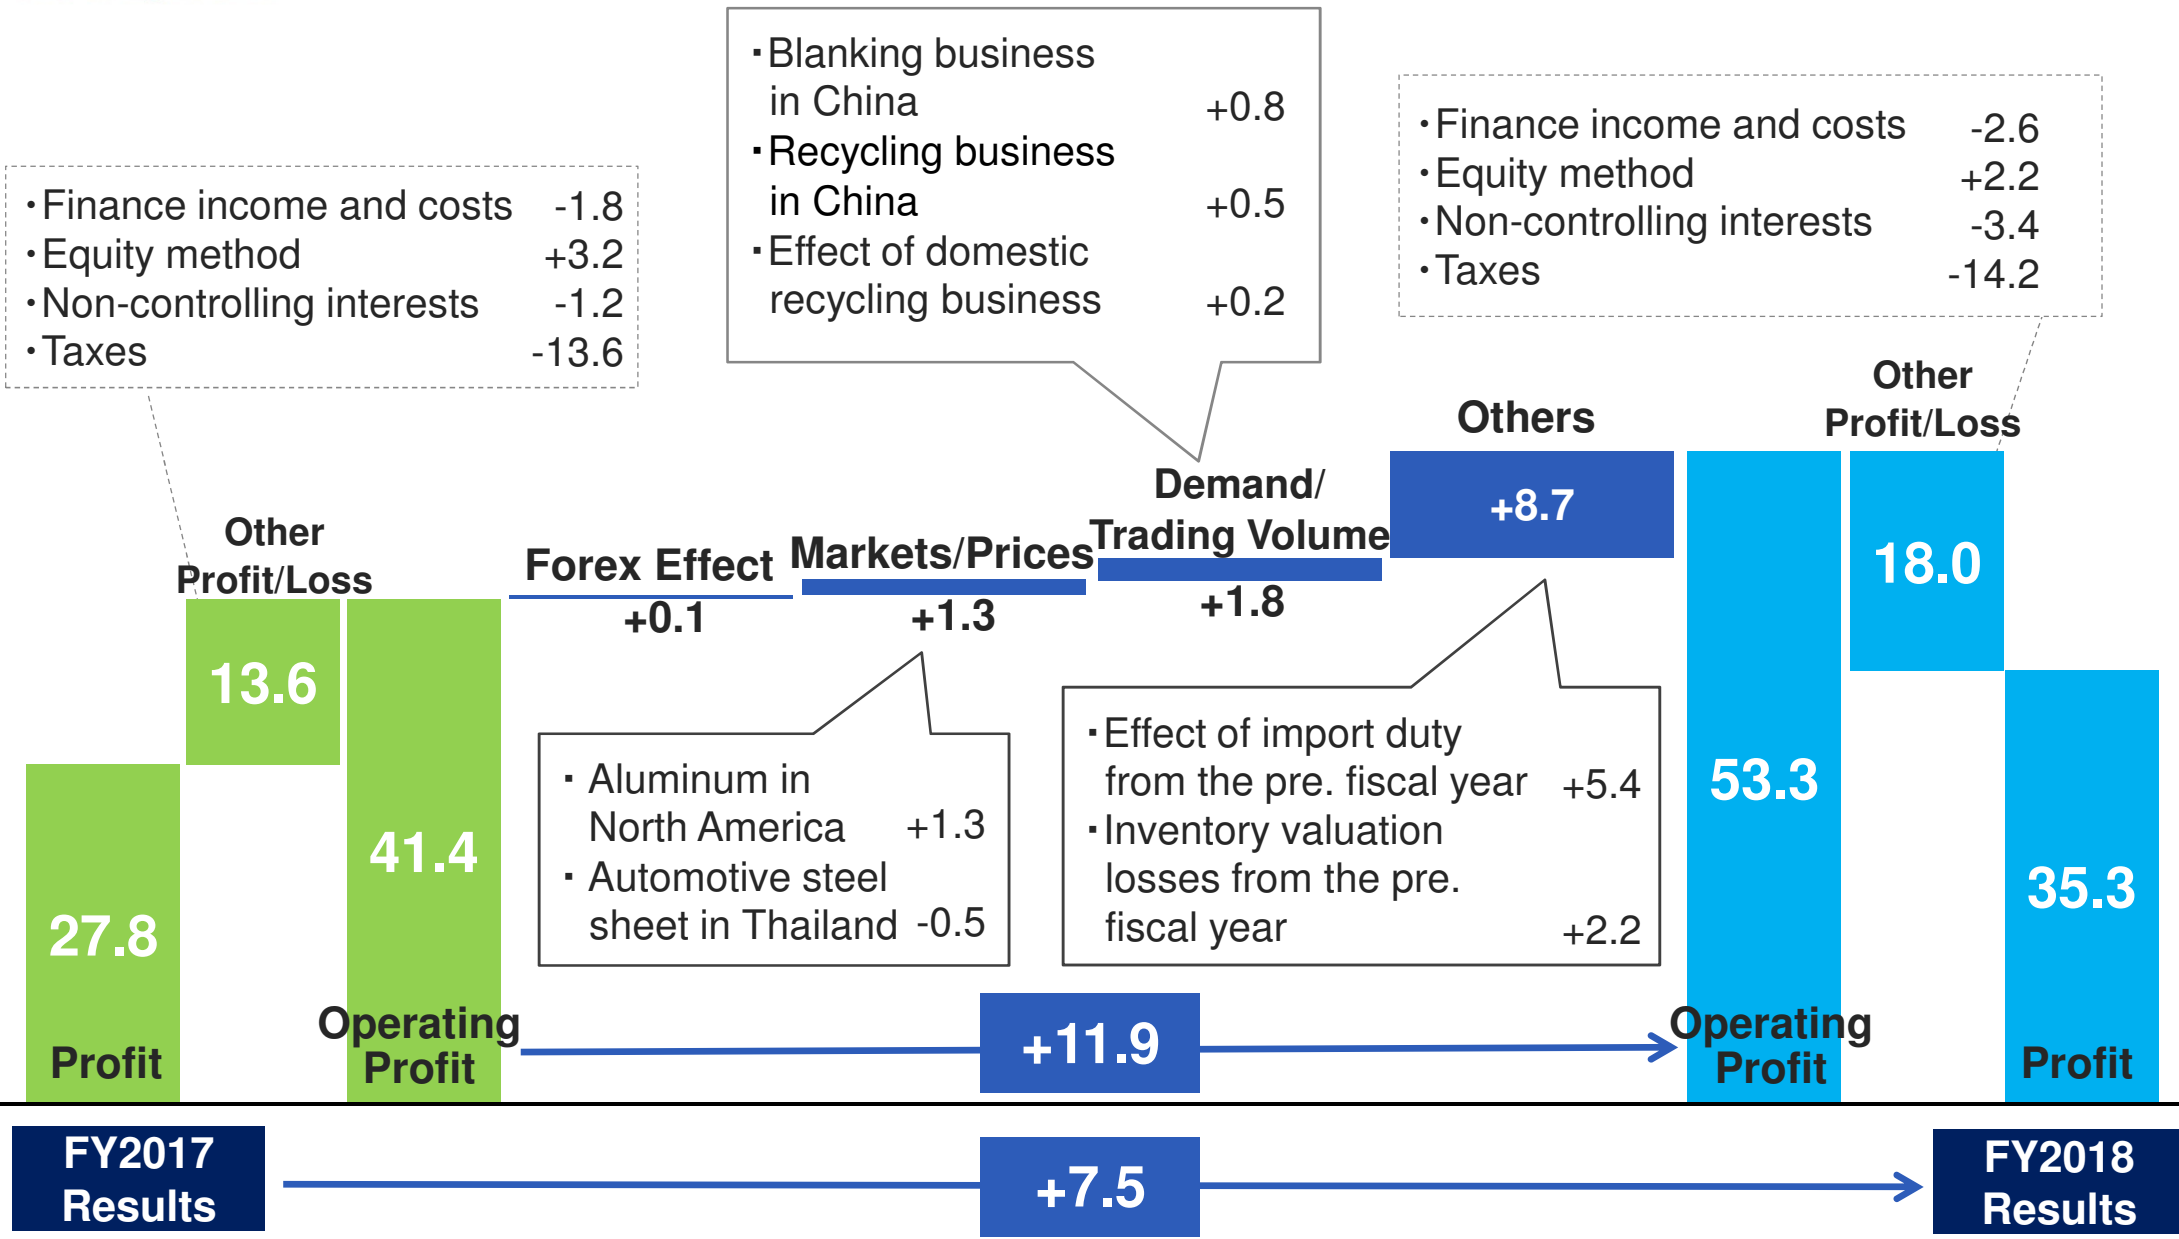 ・Finance income and costs -1.8
・Equity method +3.2
・Non-controlling interests -1.2
・Taxes -13.6
・Blanking business
in China +0.8
・Recycling business
in China +0.5
・Effect of domestic
recycling business +0.2
・Finance income and costs -2.6
・Equity method +2.2
・Non-controlling interests -3.4
・Taxes -14.2
Other
Profit/Loss
13.6
27.8
Profit
41.4
Operating
Profit
Forex Effect
+0.1
Markets/Prices
+1.3
Demand/
Trading Volume
+1.8
Others
+8.7
・Aluminum in
North America +1.3
・Automotive steel
sheet in Thailand -0.5
・Effect of import duty
from the pre. fiscal year +5.4
・Inventory valuation
losses from the pre.
fiscal year +2.2
Other
Profit/Loss
18.0
53.3
Operating
Profit
35.3
Profit
+11.9
FY2017
Results
+7.5
FY2018
Results